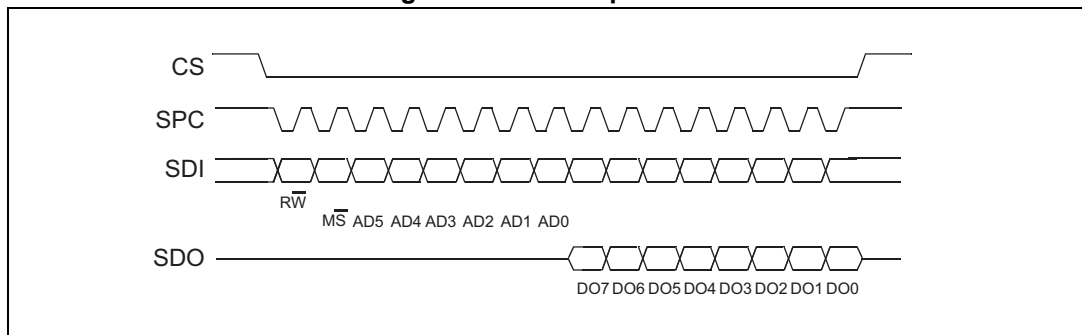 CS
SPC
SDI
RW̅
MS̅ AD5 AD4 AD3 AD2 AD1 AD0
SDO
DO7 DO6 DO5 DO4 DO3 DO2 DO1 DO0